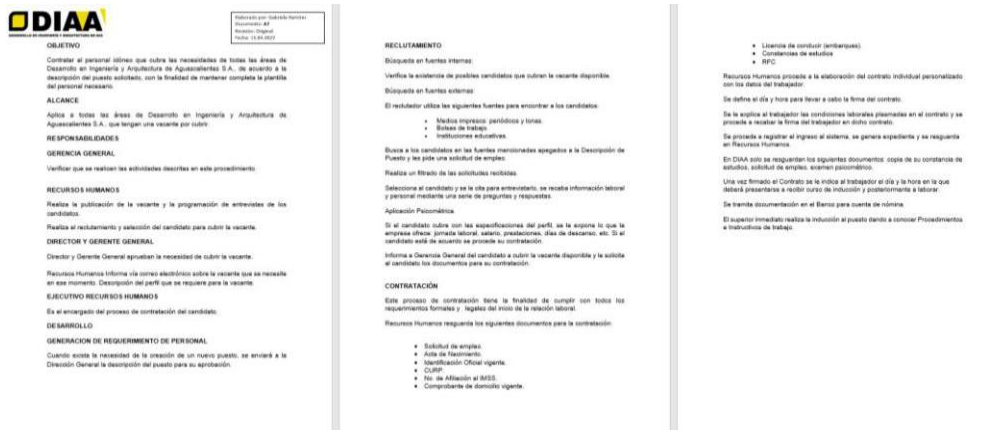 DIAA
DESARROLLO EN INGENIERÍA Y ARQUITECTURA DE AGS
Elaborado por: Gabriela Ramírez
Documento: AF
Revisión: Original
Fecha: 15.05.2022
OBJETIVO
Contratar al personal idóneo que cubra las necesidades de todas las áreas de
Desarrollo en Ingeniería y Arquitectura de Aguascalientes S.A., de acuerdo a la
descripción del puesto solicitado, con la finalidad de mantener completa la plantilla
del personal necesario.
ALCANCE
Aplica a todas las áreas de Desarrollo en Ingeniería y Arquitectura de
Aguascalientes S.A., que tengan una vacante por cubrir.
RESPONSABILIDADES
GERENCIA GENERAL
Verificar que se realicen las actividades descritas en este procedimiento.
RECURSOS HUMANOS
Realiza la publicación de la vacante y la programación de entrevistas de los
candidatos.
Realiza el reclutamiento y selección del candidato para cubrir la vacante.
DIRECTOR Y GERENTE GENERAL
Director y Gerente General aprueban la necesidad de cubrir la vacante.
Recursos Humanos Informa vía correo electrónico sobre la vacante que se necesite
en ese momento. Descripción del perfil que se requiere para la vacante.
EJECUTIVO RECURSOS HUMANOS
Es el encargado del proceso de contratación del candidato.
DESARROLLO
GENERACION DE REQUERIMIENTO DE PERSONAL
Cuando existe la necesidad de la creación de un nuevo puesto, se enviará a la
Dirección General la descripción del puesto para su aprobación.
RECLUTAMIENTO
Búsqueda en fuentes internas:
Verifica la existencia de posibles candidatos que cubran la vacante disponible.
Búsqueda en fuentes externas:
El reclutador utiliza las siguientes fuentes para encontrar a los candidatos:
• Medios impresos: periódicos y lonas.
• Bolsas de trabajo.
• Instituciones educativas.
Busca a los candidatos en las fuentes mencionadas apegados a la Descripción de
Puesto y les pide una solicitud de empleo.
Realiza un filtrado de las solicitudes recibidas.
Selecciona al candidato y se le cita para entrevistarlo, se recaba información laboral
y personal mediante una serie de preguntas y respuestas.
Aplicación Psicométrica.
Si el candidato cubre con las especificaciones del perfil, se le expone lo que la
empresa ofrece: jornada laboral, salario, prestaciones, días de descanso, etc. Si el
candidato está de acuerdo se procede su contratación.
Informa a Gerencia General del candidato a cubrir la vacante disponible y le solicita
al candidato los documentos para su contratación.
CONTRATACIÓN
Este proceso de contratación tiene la finalidad de cumplir con todos los
requerimientos formales y legales del inicio de la relación laboral.
Recursos Humanos resguarda los siguientes documentos para la contratación:
• Solicitud de empleo.
• Acta de Nacimiento.
• Identificación Oficial vigente.
• CURP.
• No. de Afiliación al IMSS.
• Comprobante de domicilio vigente.
• Licencia de conducir (embarques).
• Constancias de estudios
• RFC
Recursos Humanos procede a la elaboración del contrato individual personalizado
con los datos del trabajador.
Se define el día y hora para llevar a cabo la firma del contrato.
Se le explica al trabajador las condiciones laborales plasmadas en el contrato y se
procede a recabar la firma del trabajador en dicho contrato.
Se procede a registrar el ingreso al sistema, se genera expediente y se resguarda
en Recursos Humanos.
En DIAA solo se resguardan los siguientes documentos: copia de su constancia de
estudios, solicitud de empleo, examen psicométrico.
Una vez firmado el Contrato se le indica al trabajador el día y la hora en la que
deberá presentarse a recibir curso de inducción y posteriormente a laborar.
Se tramita documentación en el Banco para cuenta de nómina.
El superior inmediato realiza la inducción al puesto dando a conocer Procedimientos
e Instructivos de trabajo.